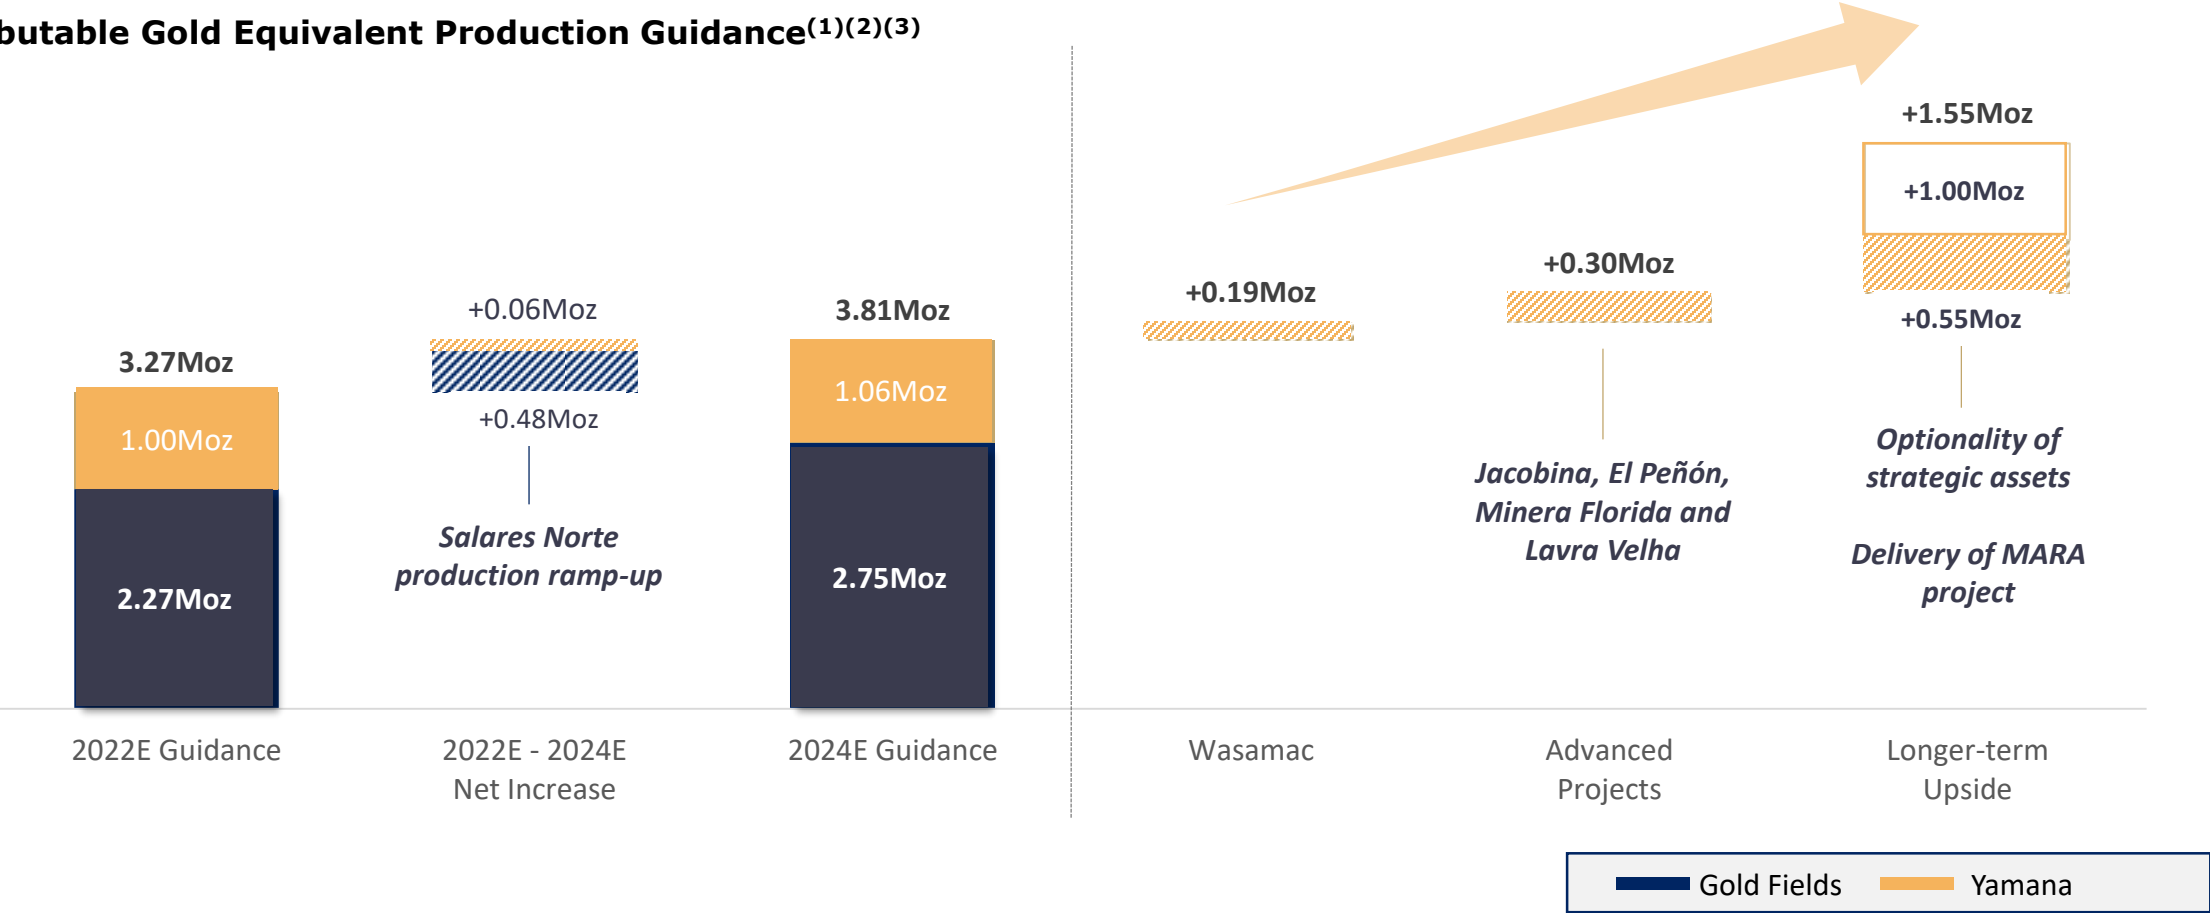 butable Gold Equivalent Production Guidance(1)(2)(3)
+1.55Moz
+1.00Moz
+0.55Moz
+0.30Moz
+0.19Moz
3.81Moz
1.06Moz
2.75Moz
+0.06Moz
+0.48Moz
3.27Moz
1.00Moz
2.27Moz
Salares Norte
production ramp-up
Jacobina, El Peñón,
Minera Florida and
Lavra Velha
Optionality of
strategic assets
Delivery of MARA
project
2022E Guidance
2022E - 2024E
Net Increase
2024E Guidance
Wasamac
Advanced
Projects
Longer-term
Upside
Gold Fields
Yamana